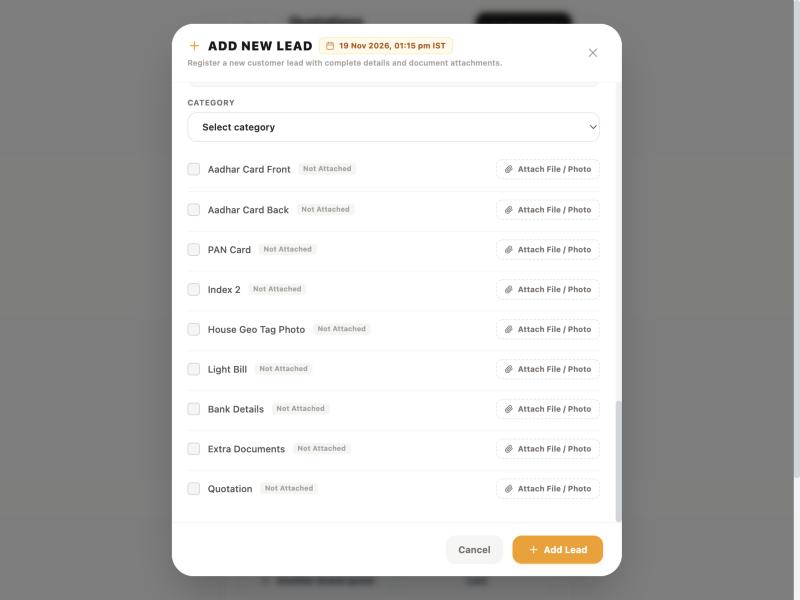 ADD NEW LEAD 19 Nov 2026, 01:15 pm IST
Register a new customer lead with complete details and document attachments.
CATEGORY
Select category
Aadhar Card Front Not Attached Attach File / Photo
Aadhar Card Back Not Attached Attach File / Photo
PAN Card Not Attached Attach File / Photo
Index 2 Not Attached Attach File / Photo
House Geo Tag Photo Not Attached Attach File / Photo
Light Bill Not Attached Attach File / Photo
Bank Details Not Attached Attach File / Photo
Extra Documents Not Attached Attach File / Photo
Quotation Not Attached Attach File / Photo
Cancel + Add Lead